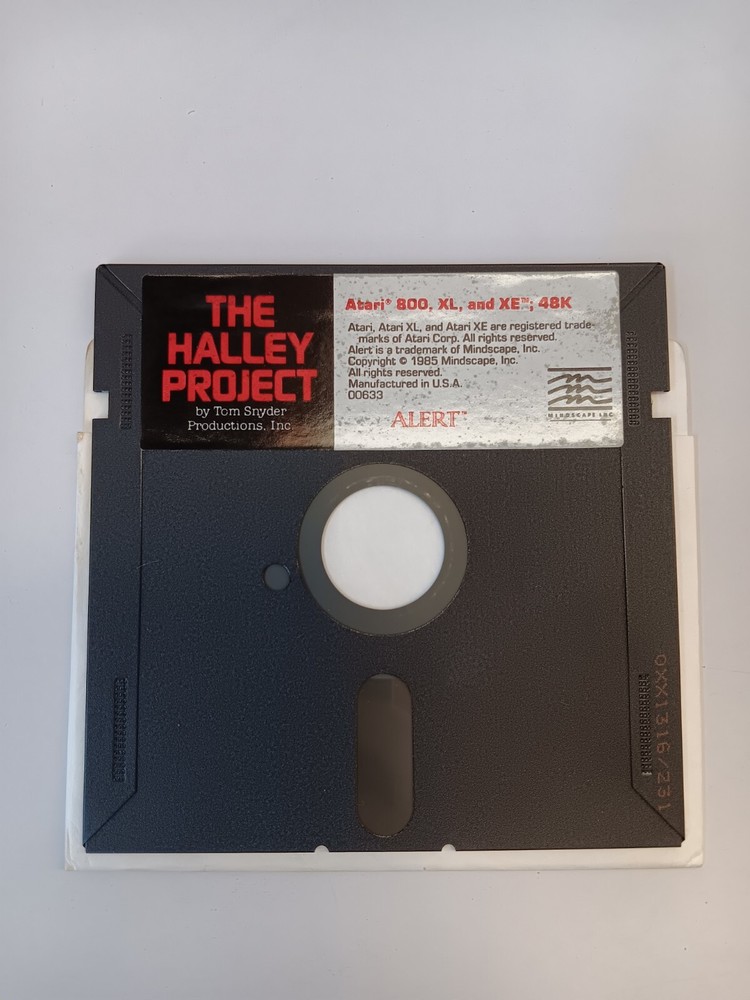 THE
HALLEY
PROJECT
by Tom Snyder
Productions, Inc.
Atari® 800, XL, and XE™; 48K
Atari, Atari XL, and Atari XE are registered trade-
marks of Atari Corp. All rights reserved.
Alert is a trademark of Mindscape, Inc.
Copyright © 1985 Mindscape, Inc.
All rights reserved.
Manufactured in U.S.A.
00633
ALERT™
MINDSCAPE INC.
0XX1316/231